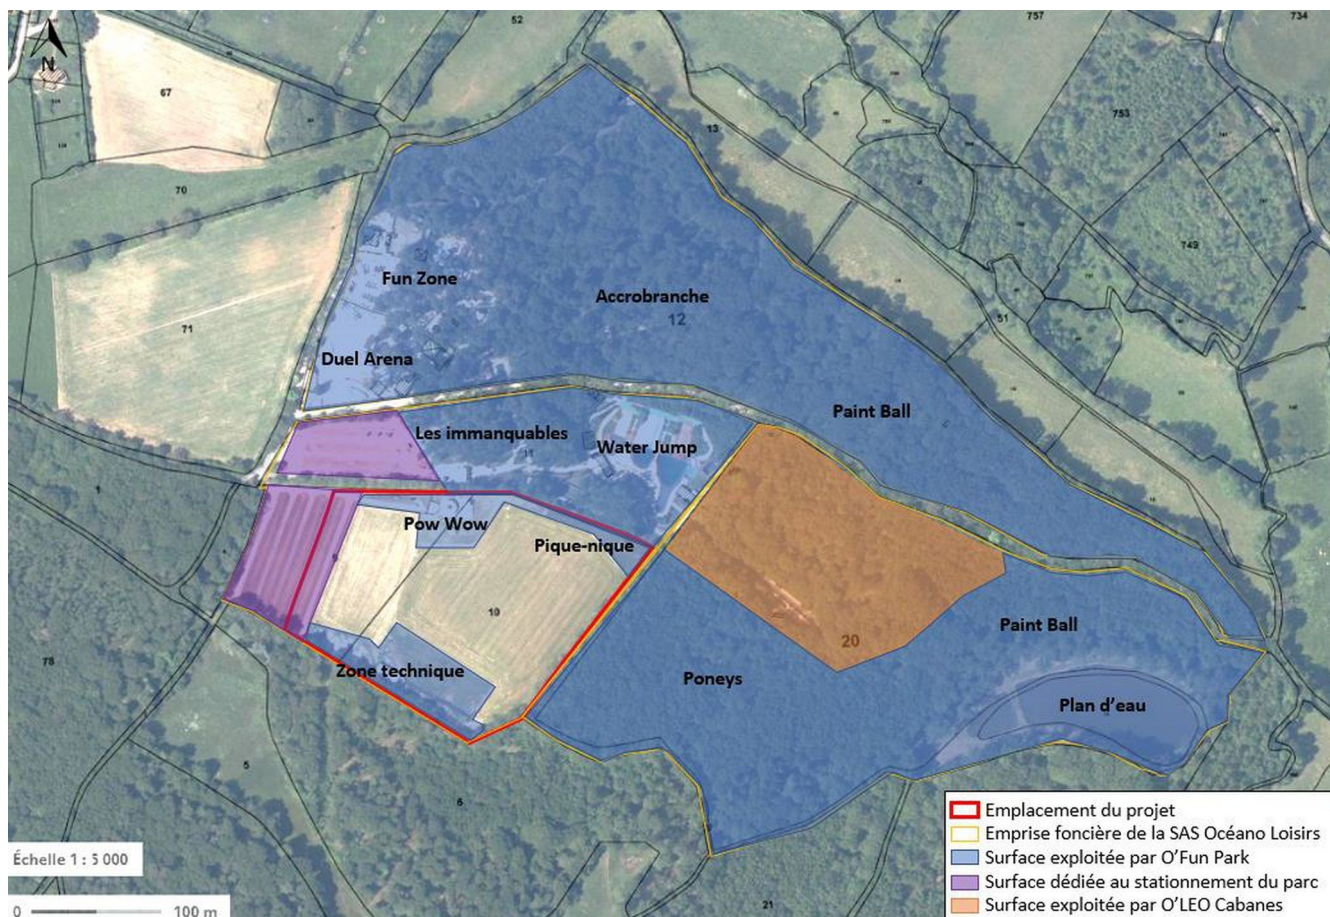 52
757
734
N
67
13
753
70
749
Fun Zone
Accrobranche
12
51
71
Duel Arena
Paint Ball
Les immanquables
11
Water Jump
Pow Wow
Pique-nique
10
20
Paint Ball
78
Zone technique
Poneys
Plan d’eau
5
6
21
Emplacement du projet
Emprise foncière de la SAS Océano Loisirs
Surface exploitée par O’Fun Park
Surface dédiée au stationnement du parc
Surface exploitée par O’LEO Cabanes
Échelle 1 : 5 000
0 100 m